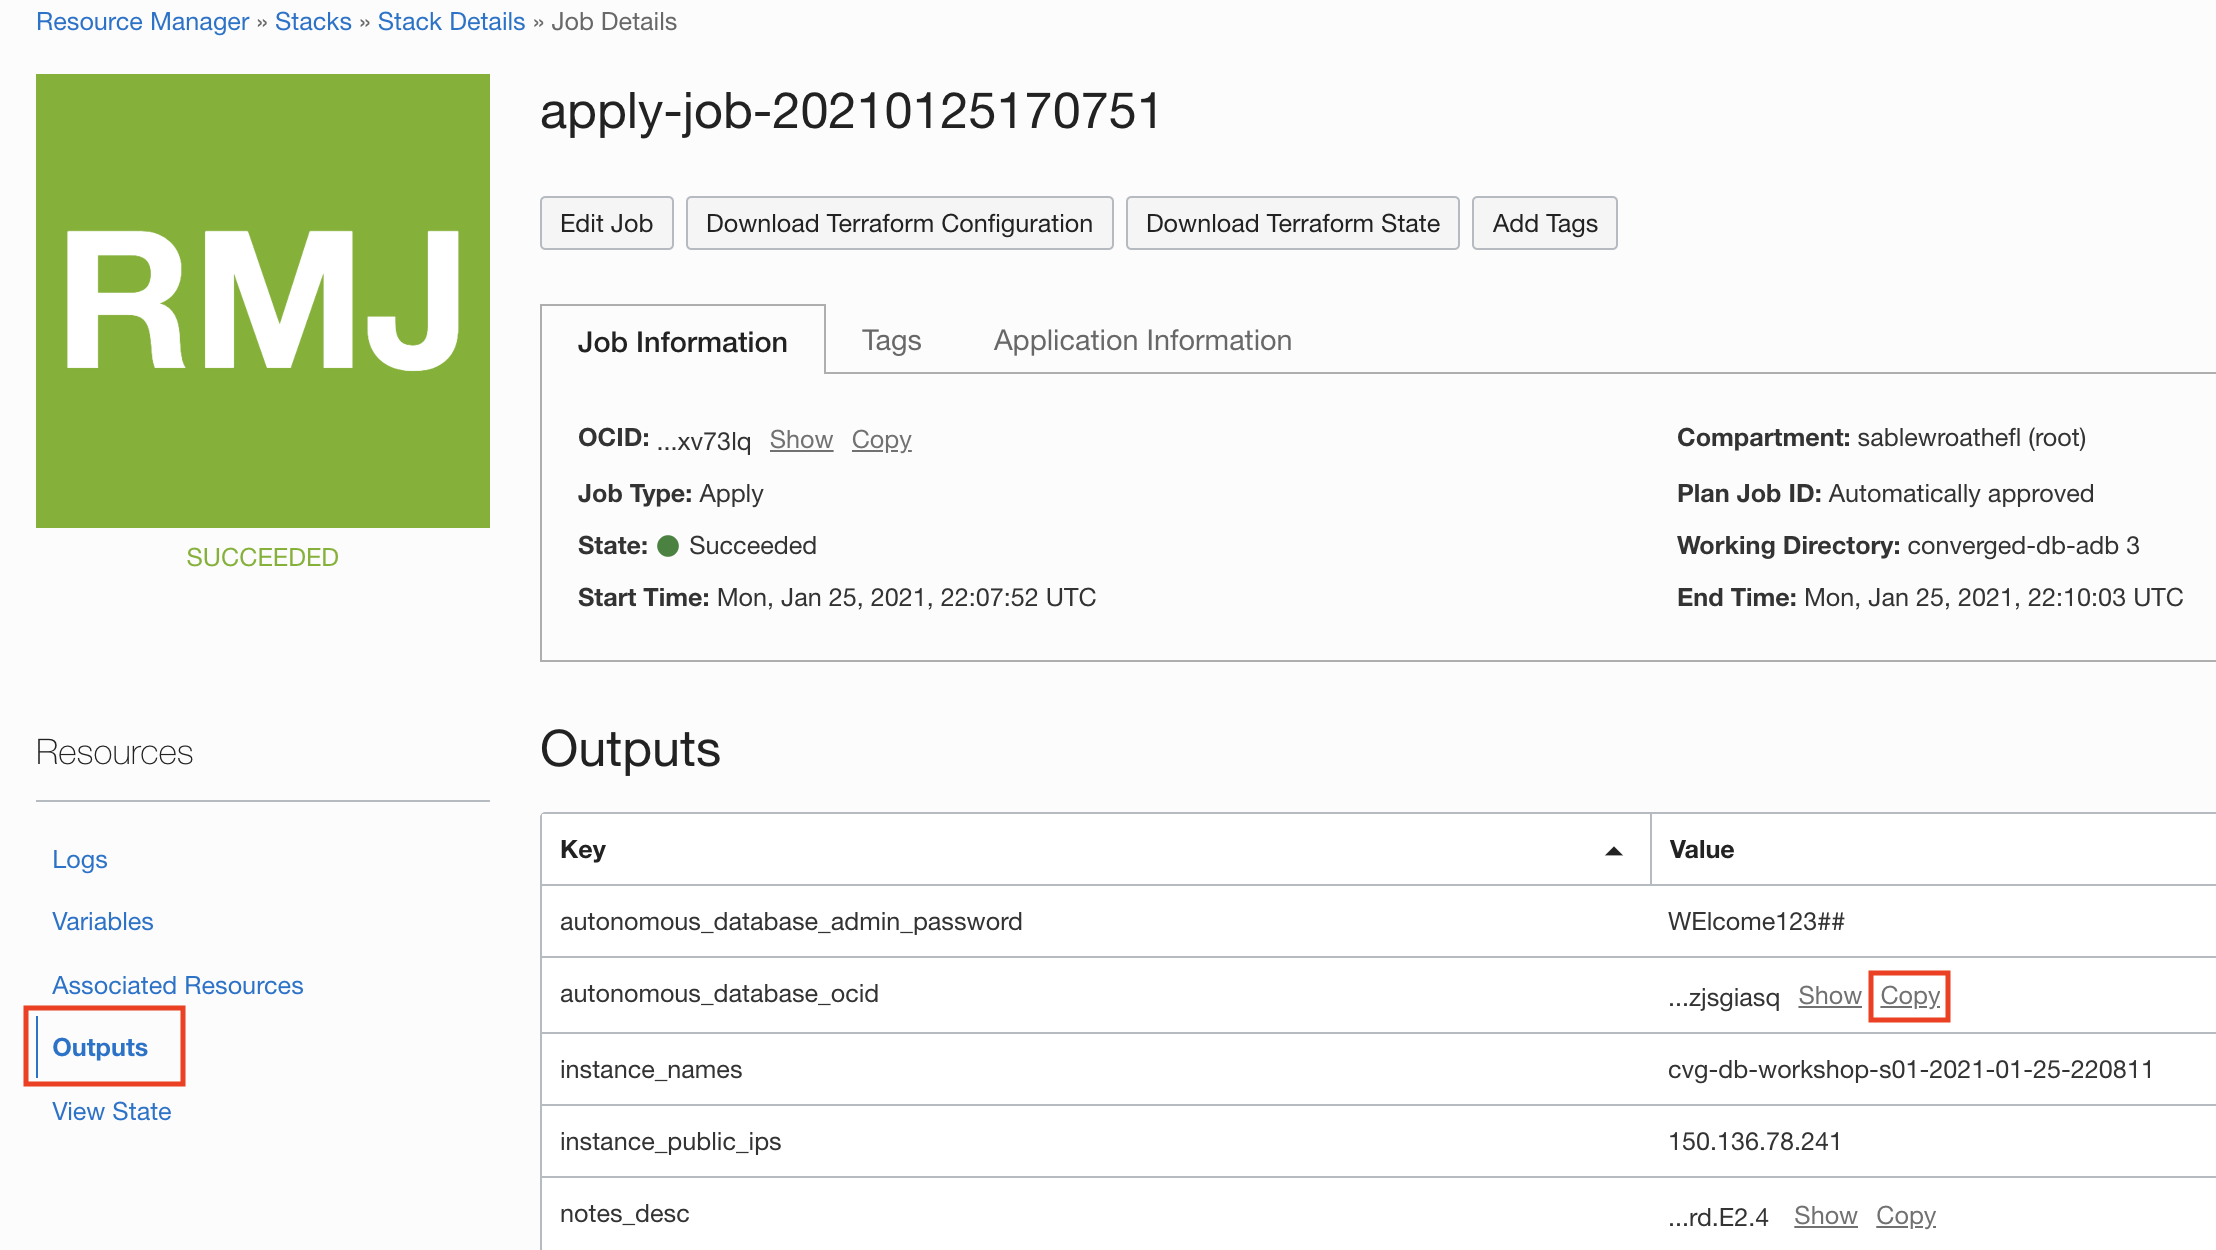 Resource Manager » Stacks » Stack Details » Job Details
RMJ
SUCCEEDED
apply-job-20210125170751
Edit Job Download Terraform Configuration Download Terraform State Add Tags
Job Information Tags Application Information
OCID: ...xv73lq Show Copy
Compartment: sablewroathefl (root)
Job Type: Apply
Plan Job ID: Automatically approved
State: Succeeded
Working Directory: converged-db-adb 3
Start Time: Mon, Jan 25, 2021, 22:07:52 UTC
End Time: Mon, Jan 25, 2021, 22:10:03 UTC
Resources
Logs
Variables
Associated Resources
Outputs
View State
Outputs
Key Value
autonomous_database_admin_password WElcome123##
autonomous_database_ocid ...zjsgiasq Show Copy
instance_names cvg-db-workshop-s01-2021-01-25-220811
instance_public_ips 150.136.78.241
notes_desc ...rd.E2.4 Show Copy